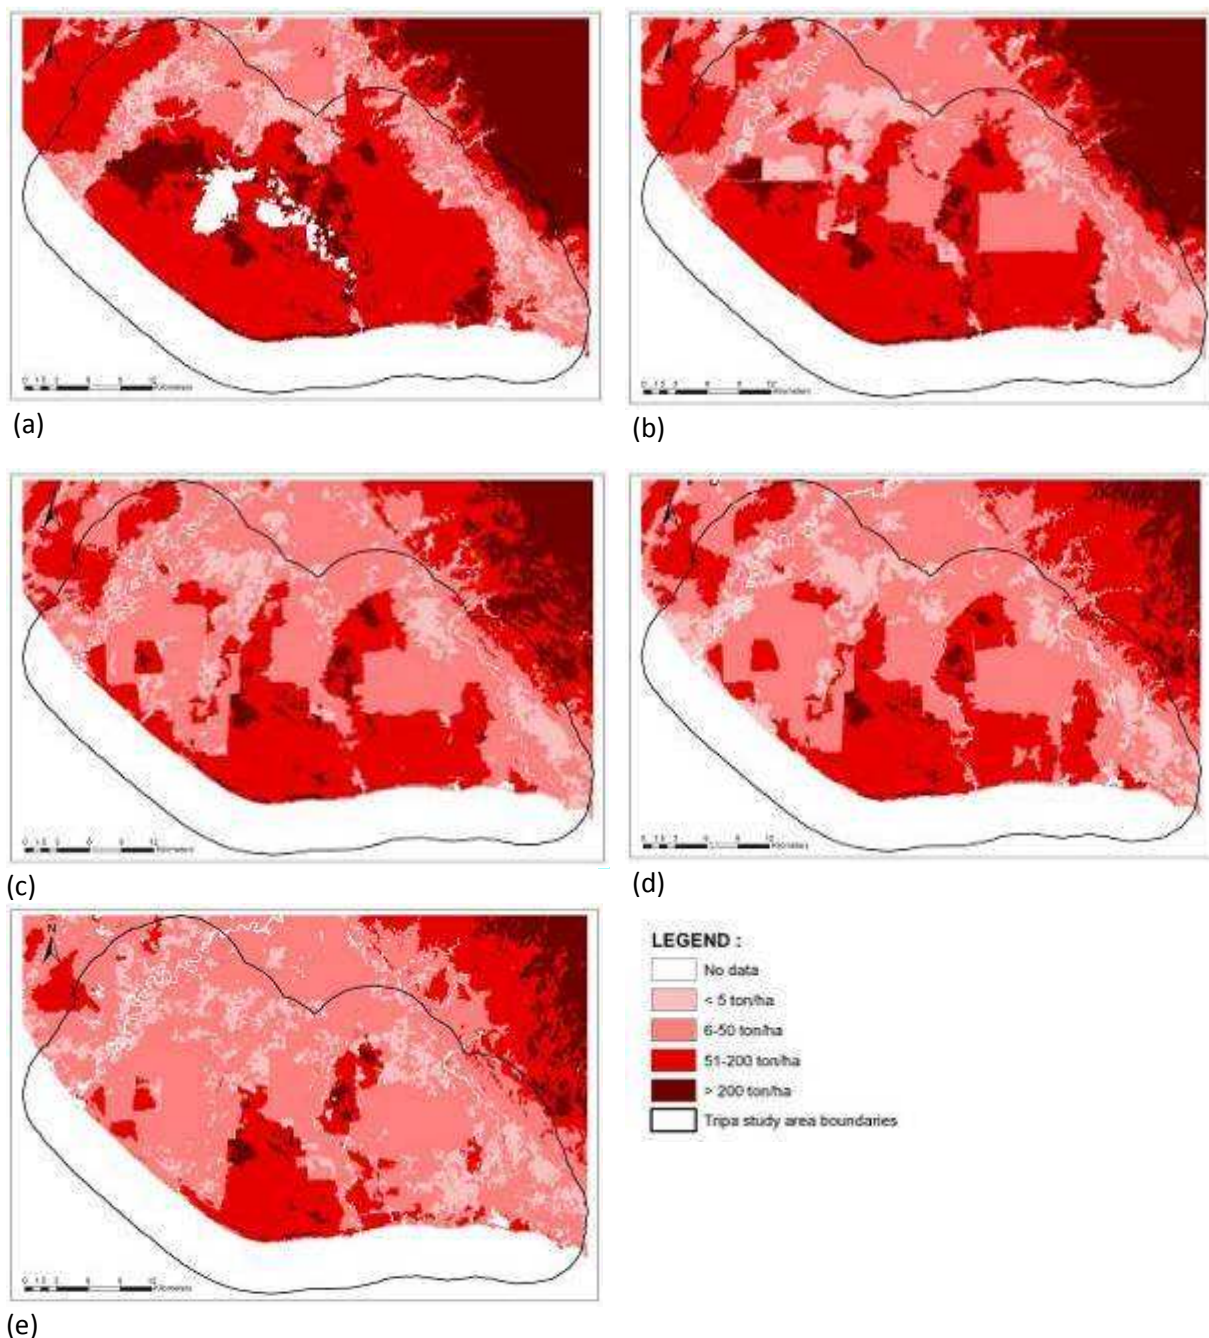 (a)
(b)
(c)
(d)
N
(e)
LEGEND :
No data
< 5 ton/ha
6-50 ton/ha
51-200 ton/ha
> 200 ton/ha
Tripa study area boundaries